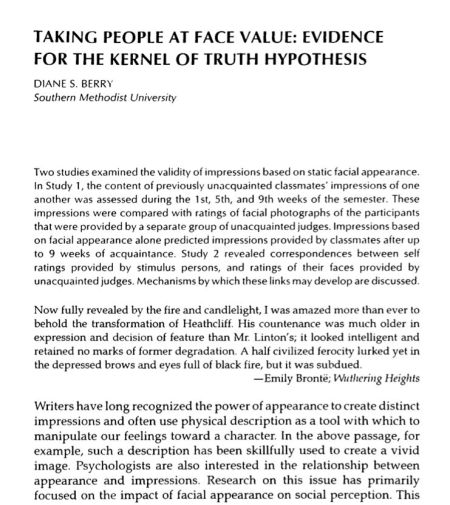 TAKING PEOPLE AT FACE VALUE: EVIDENCE
FOR THE KERNEL OF TRUTH HYPOTHESIS
DIANE S. BERRY
Southern Methodist University
Two studies examined the validity of impressions based on static facial appearance.
In Study 1, the content of previously unacquainted classmates' impressions of one
another was assessed during the 1st, 5th, and 9th weeks of the semester. These
impressions were compared with ratings of facial photographs of the participants
that were provided by a separate group of unacquainted judges. Impressions based
on facial appearance alone predicted impressions provided by classmates after up
to 9 weeks of acquaintance. Study 2 revealed correspondences between self
ratings provided by stimulus persons, and ratings of their faces provided by
unacquainted judges. Mechanisms by which these links may develop are discussed.
Now fully revealed by the fire and candlelight, I was amazed more than ever to
behold the transformation of Heathcliff. His countenance was much older in
expression and decision of feature than Mr. Linton's; it looked intelligent and
retained no marks of former degradation. A half civilized ferocity lurked yet in
the depressed brows and eyes full of black fire, but it was subdued.
—Emily Brontë; Wuthering Heights
Writers have long recognized the power of appearance to create distinct
impressions and often use physical description as a tool with which to
manipulate our feelings toward a character. In the above passage, for
example, such a description has been skillfully used to create a vivid
image. Psychologists are also interested in the relationship between
appearance and impressions. Research on this issue has primarily
focused on the impact of facial appearance on social perception. This